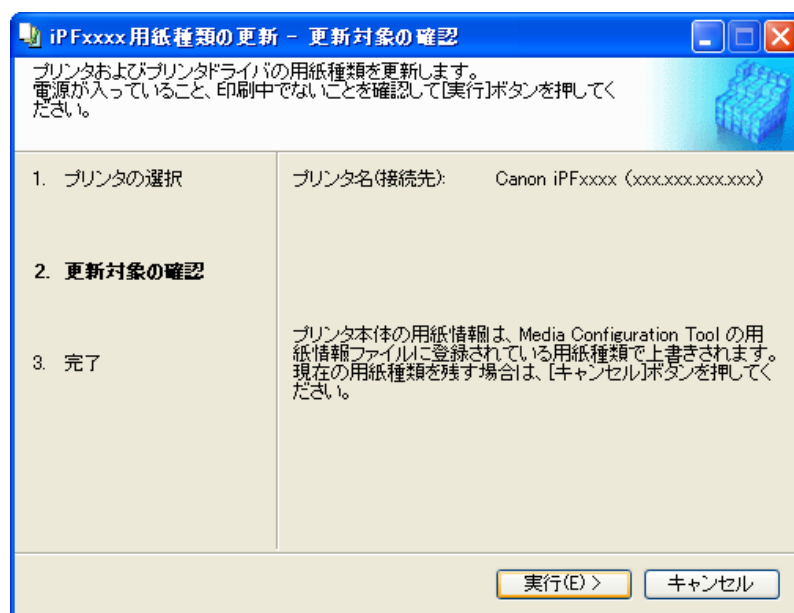 iPFxxxx 用紙種類の更新 - 更新対象の確認
プリンタおよびプリンタドライバの用紙種類を更新します。
電源が入っていること、印刷中でないことを確認して[実行]ボタンを押してく
ださい。
1. プリンタの選択
プリンタ名(接続先): Canon iPFxxxx (xxx.xxx.xxx.xxx)
2. 更新対象の確認
プリンタ本体の用紙情報は、Media Configuration Tool の用
紙情報ファイルに登録されている用紙種類で上書きされます。
現在の用紙種類を残す場合は、[キャンセル]ボタンを押してく
ださい。
3. 完了
実行(E) >
キャンセル